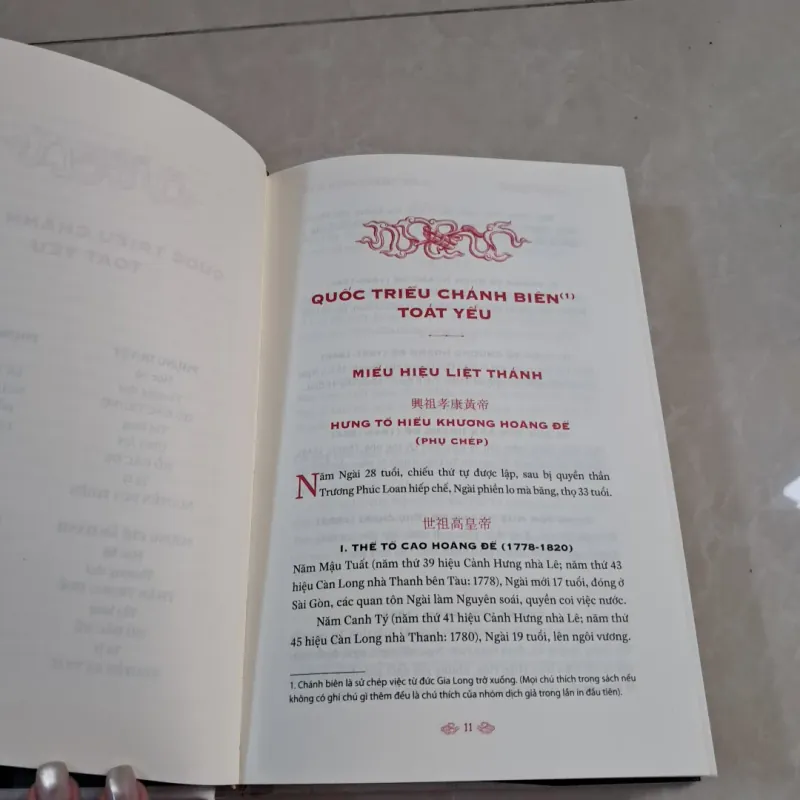 QUỐC TRIỀU CHÁNH BIÊN(1)
TOÁT YẾU
MIẾU HIỆU LIỆT THÁNH
興祖孝康黃帝
HƯNG TỔ HIẾU KHƯƠNG HOÀNG ĐẾ
(PHỤ CHÉP)
Năm Ngài 28 tuổi, chiếu thứ tự được lập, sau bị quyền thần
Trương Phúc Loan hiếp chế, Ngài phiền lo mà băng, thọ 33 tuổi.
世祖高皇帝
I. THẾ TỔ CAO HOÀNG ĐẾ (1778-1820)
Năm Mậu Tuất (năm thứ 39 hiệu Cảnh Hưng nhà Lê; năm thứ 43
hiệu Càn Long nhà Thanh bên Tàu: 1778), Ngài mới 17 tuổi, đóng ở
Sài Gòn, các quan tôn Ngài làm Nguyên soái, quyền coi việc nước.
Năm Canh Tý (năm thứ 41 hiệu Cảnh Hưng nhà Lê; năm thứ
45 hiệu Càn Long nhà Thanh: 1780), Ngài 19 tuổi, lên ngôi vương.
1. Chánh biên là sử chép việc từ đức Gia Long trở xuống. (Mọi chú thích trong sách nếu
không có ghi chú gì thêm đều là chú thích của nhóm dịch giả trong lần in đầu tiên).
11